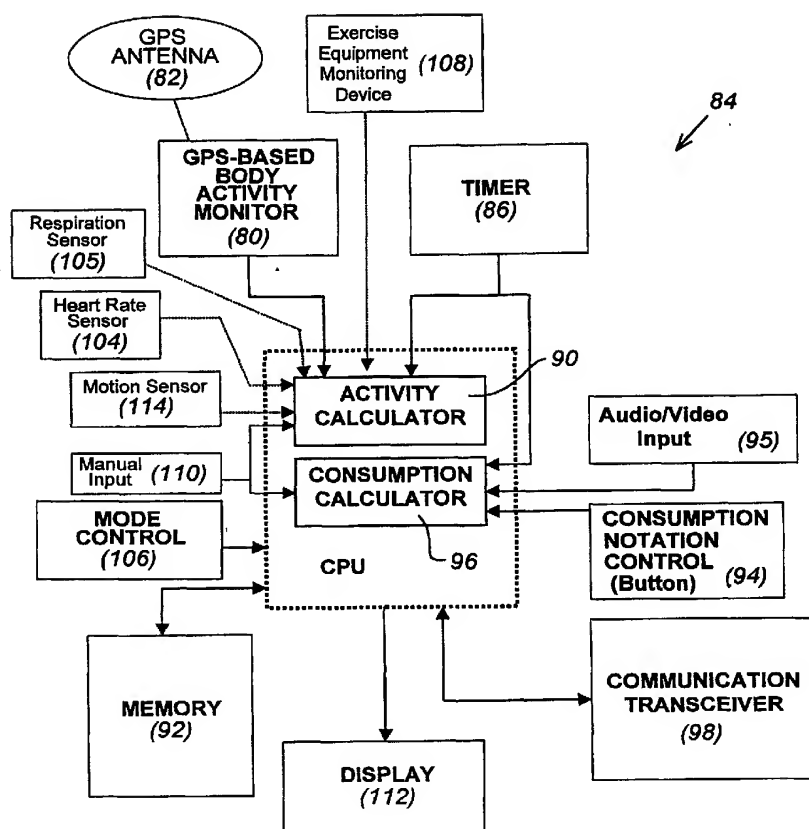 GPS
ANTENNA
(82)
Exercise
Equipment
Monitoring
Device
(108)
84
GPS-BASED
BODY
ACTIVITY
MONITOR
(80)
TIMER
(86)
Respiration
Sensor
(105)
Heart Rate
Sensor
(104)
Motion Sensor
(114)
Manual
Input (110)
MODE
CONTROL
(106)
ACTIVITY
CALCULATOR
90
CONSUMPTION
CALCULATOR
96
CPU
Audio/Video
Input (95)
CONSUMPTION
NOTATION
CONTROL
(Button) (94)
MEMORY
(92)
DISPLAY
(112)
COMMUNICATION
TRANSCEIVER
(98)